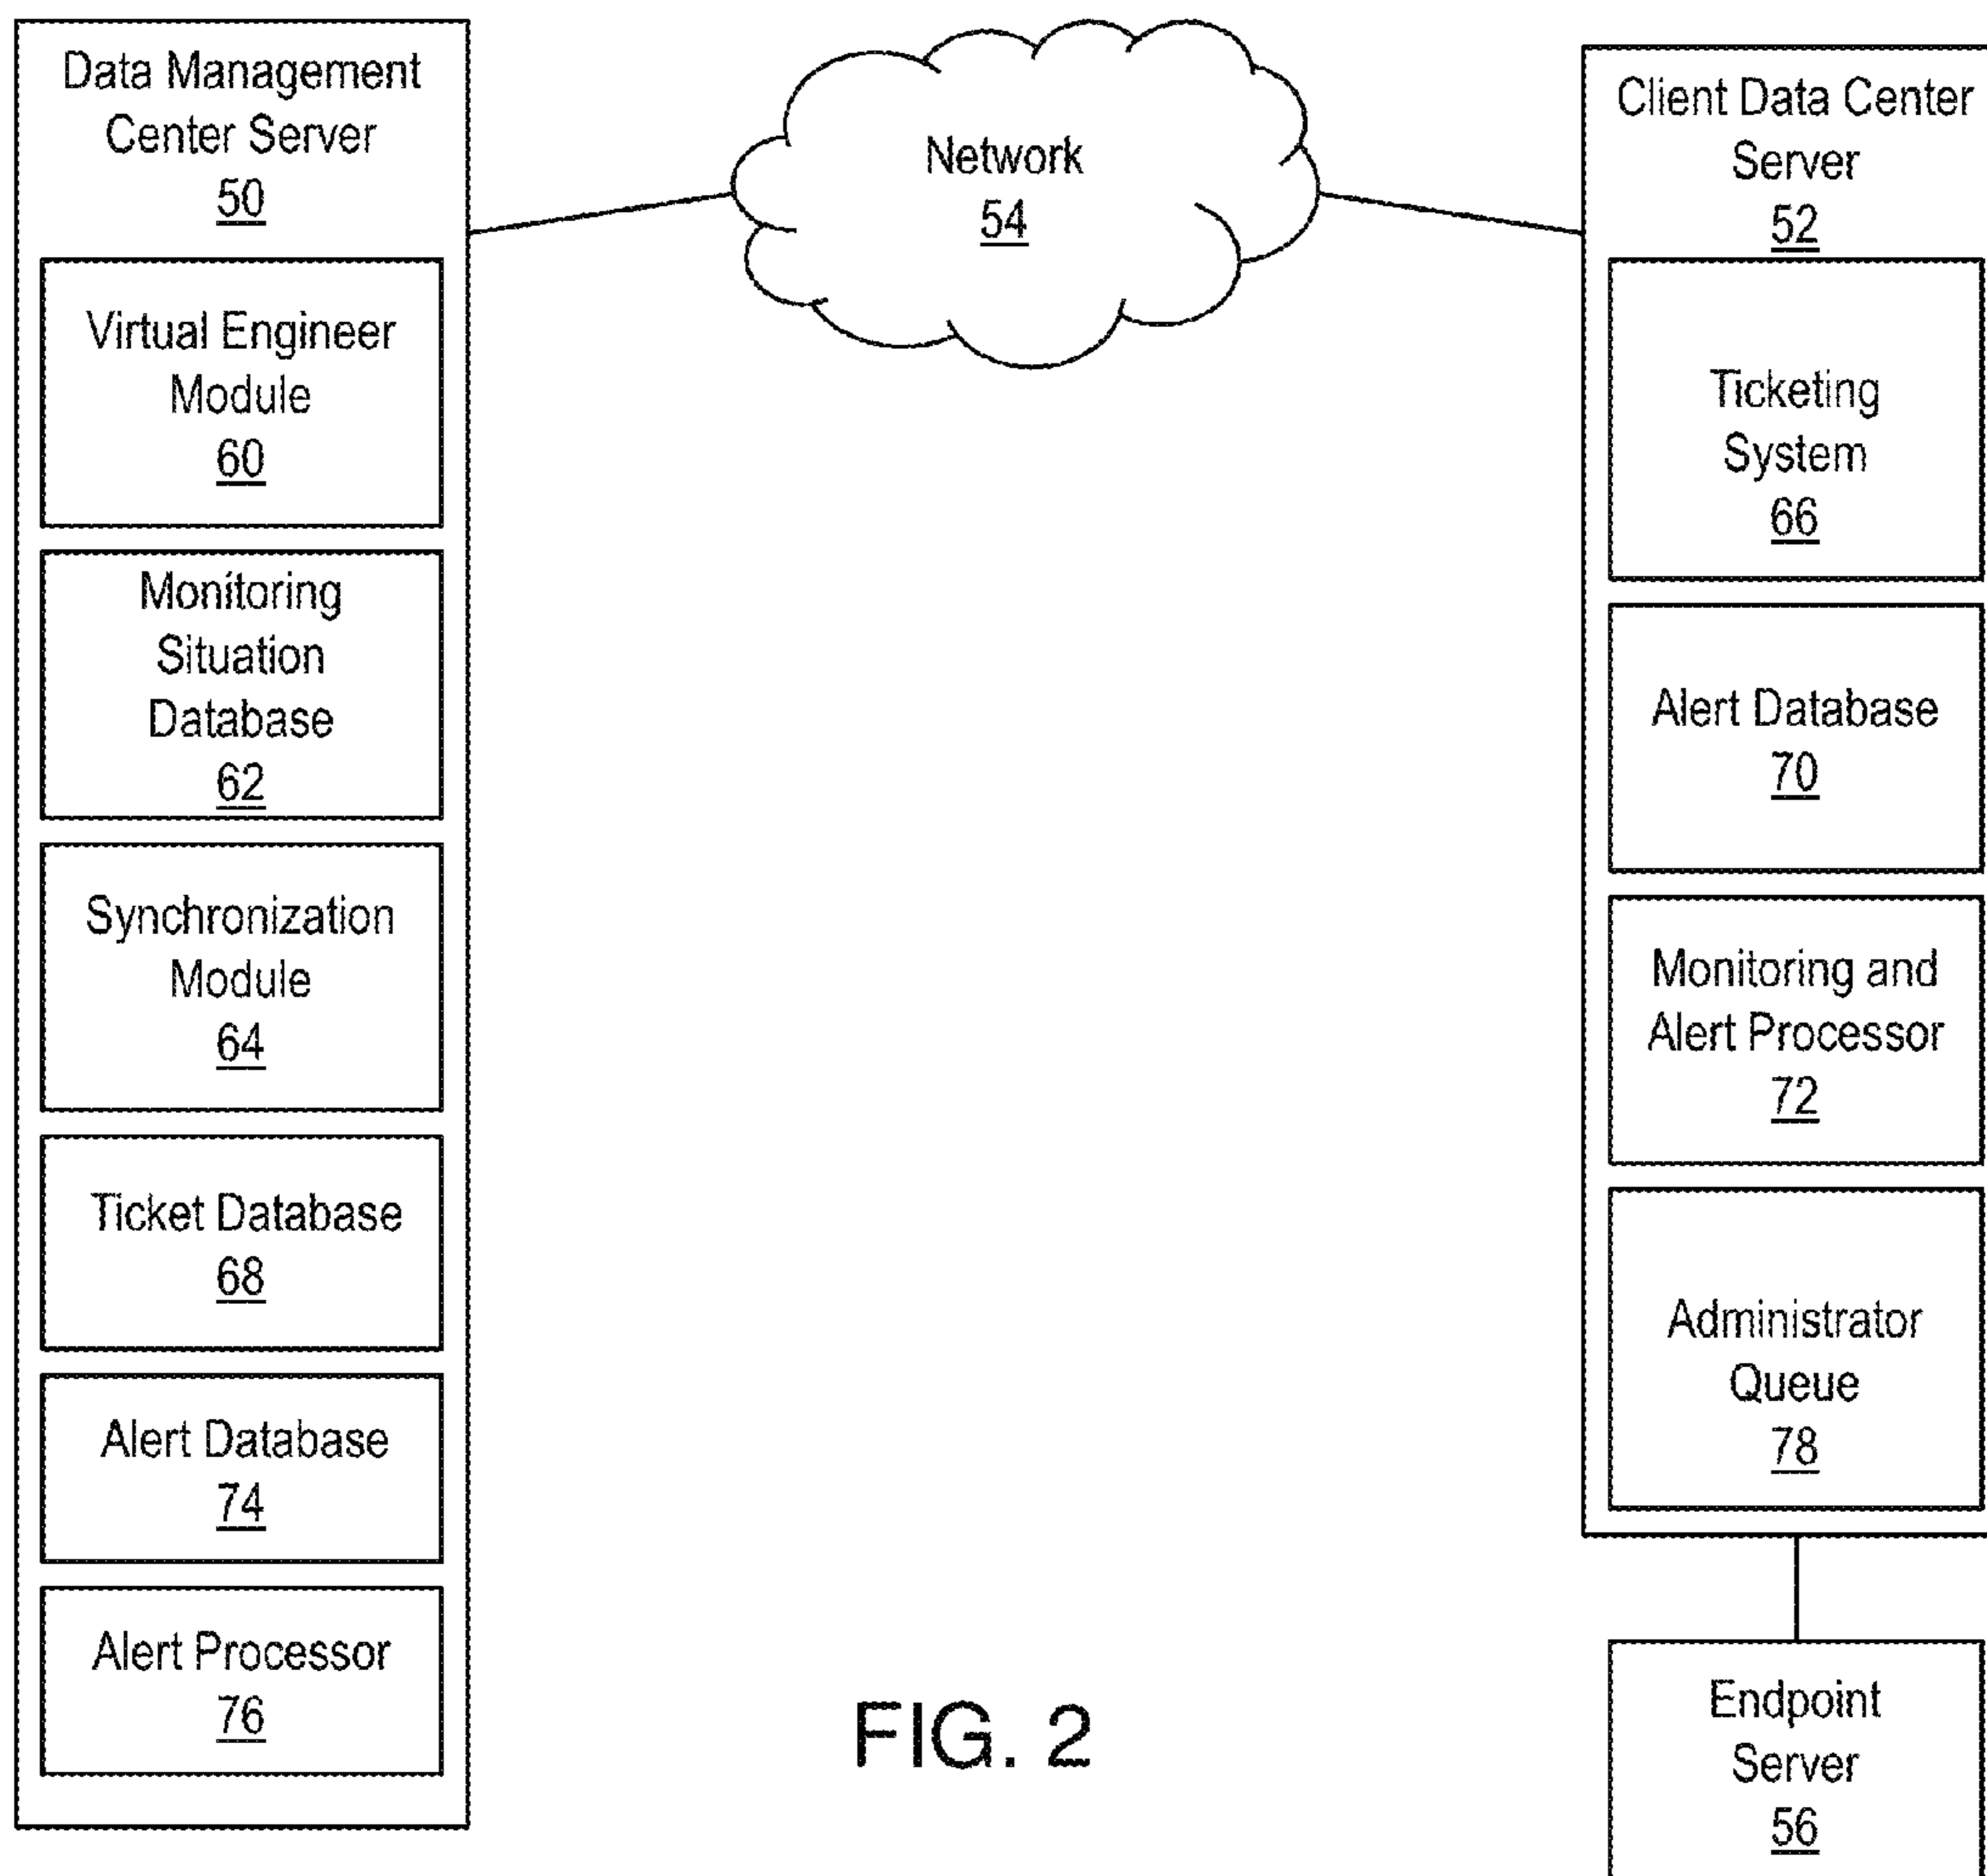 Data Management
Center Server
50
Virtual Engineer
Module
60
Monitoring
Situation
Database
62
Synchronization
Module
64
Ticket Database
68
Alert Database
74
Alert Processor
76
Network
54
Client Data Center
Server
52
Ticketing
System
66
Alert Database
70
Monitoring and
Alert Processor
72
Administrator
Queue
78
Endpoint
Server
56
FIG. 2